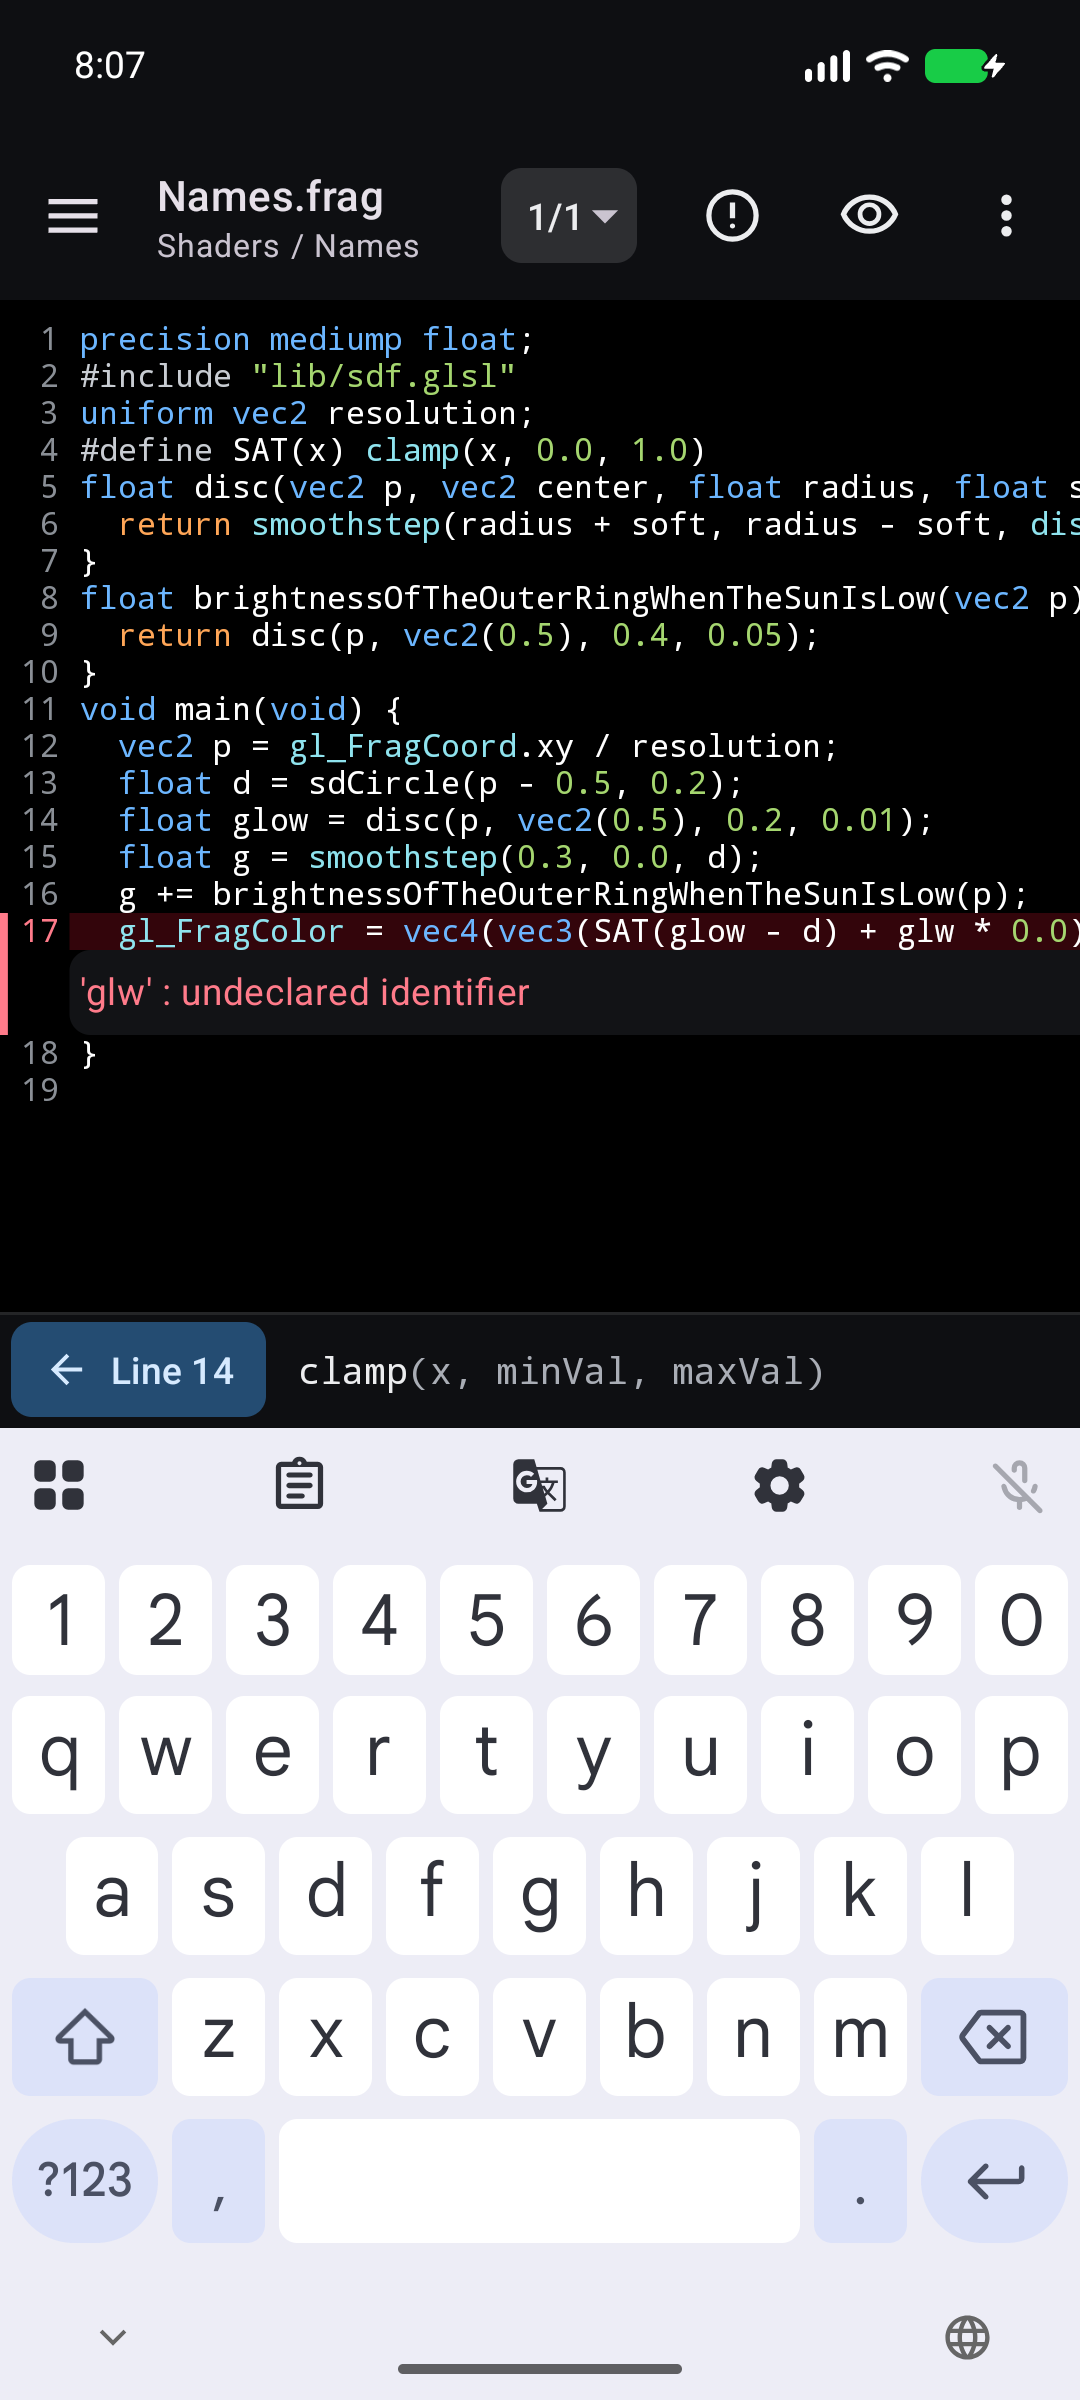 8:07
Names.frag
Shaders / Names
1/1
1 precision mediump float;
2 #include "lib/sdf.glsl"
3 uniform vec2 resolution;
4 #define SAT(x) clamp(x, 0.0, 1.0)
5 float disc(vec2 p, vec2 center, float radius, float s
6   return smoothstep(radius + soft, radius - soft, dis
7 }
8 float brightnessOfTheOuterRingWhenTheSunIsLow(vec2 p)
9   return disc(p, vec2(0.5), 0.4, 0.05);
10 }
11 void main(void) {
12   vec2 p = gl_FragCoord.xy / resolution;
13   float d = sdCircle(p - 0.5, 0.2);
14   float glow = disc(p, vec2(0.5), 0.2, 0.01);
15   float g = smoothstep(0.3, 0.0, d);
16   g += brightnessOfTheOuterRingWhenTheSunIsLow(p);
17   gl_FragColor = vec4(vec3(SAT(glow - d) + glw * 0.0)
'glw' : undeclared identifier
18 }
19
← Line 14 clamp(x, minVal, maxVal)
1 2 3 4 5 6 7 8 9 0
q w e r t y u i o p
a s d f g h j k l
z x c v b n m
?123 , .